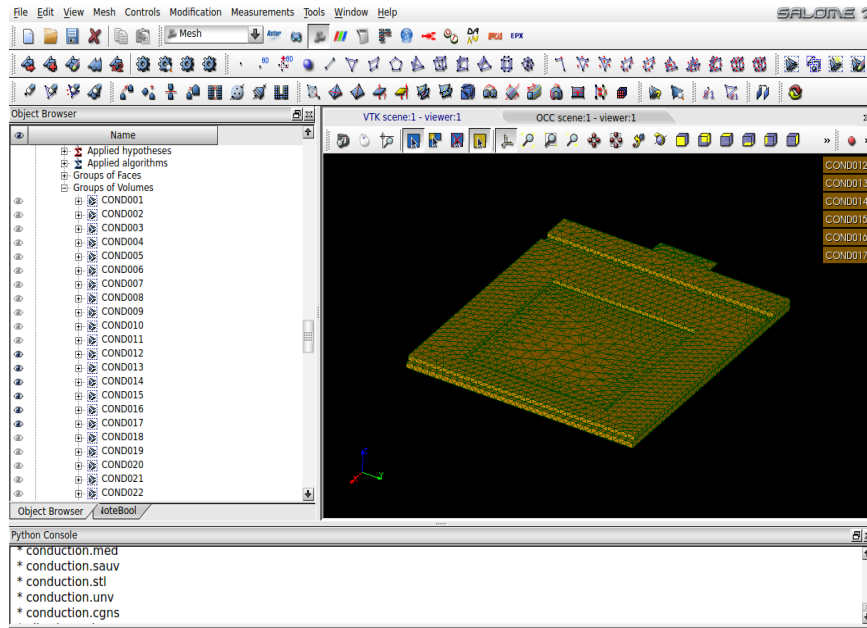 File Edit View Mesh Controls Modification Measurements Tools Window Help
SALOME 7
Mesh
Aster
EPX
Object Browser
VTK scene:1 - viewer:1
OCC scene:1 - viewer:1
Name
Applied hypotheses
Applied algorithms
Groups of Faces
Groups of Volumes
COND001
COND002
COND003
COND004
COND005
COND006
COND007
COND008
COND009
COND010
COND011
COND012
COND013
COND014
COND015
COND016
COND017
COND018
COND019
COND020
COND021
COND022
COND012
COND013
COND014
COND015
COND016
COND017
X
Y
Object Browser
NoteBool
Python Console
* conduction.med
* conduction.sauv
* conduction.stl
* conduction.unv
* conduction.cgns